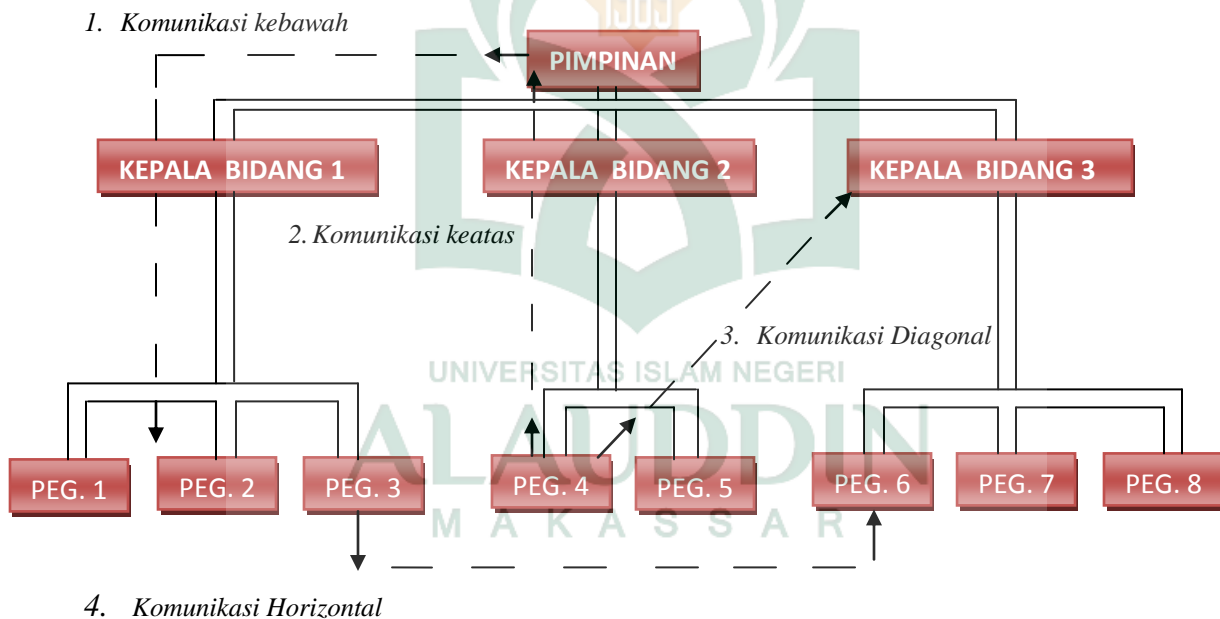 1303
1. Komunikasi kebawah
PIMPINAN
KEPALA BIDANG 1
KEPALA BIDANG 2
KEPALA BIDANG 3
2. Komunikasi keatas
3. Komunikasi Diagonal
UNIVERSITAS ISLAM NEGERI
ALAUDDIN
PEG. 1
PEG. 2
PEG. 3
PEG. 4
PEG. 5
PEG. 6
PEG. 7
PEG. 8
MAKASSAR
4. Komunikasi Horizontal